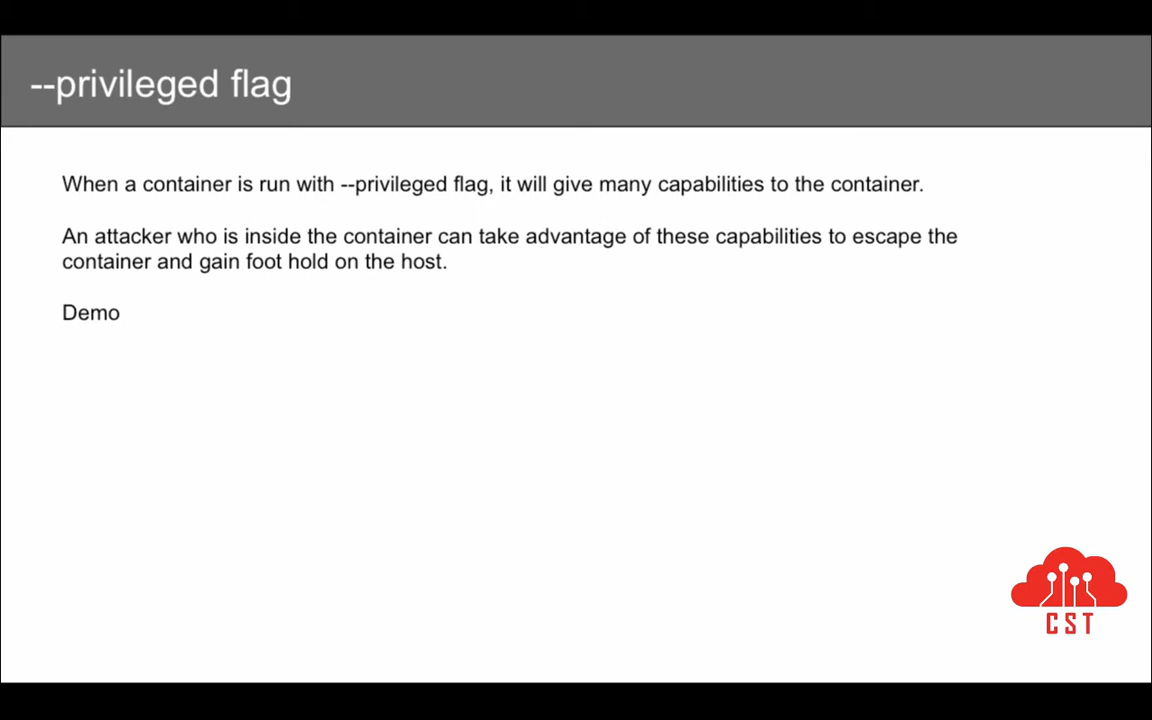 --privileged flag
When a container is run with --privileged flag, it will give many capabilities to the container.
An attacker who is inside the container can take advantage of these capabilities to escape the
container and gain foot hold on the host.
Demo
CST